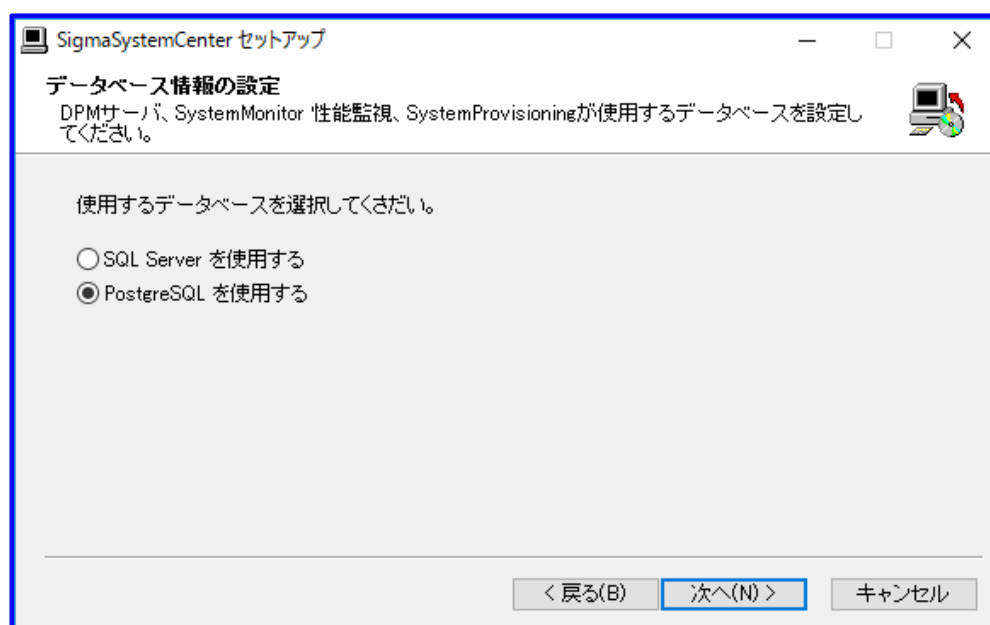 SigmaSystemCenter セットアップ
データベース情報の設定
DPMサーバ、SystemMonitor 性能監視、SystemProvisioningが使用するデータベースを設定し
てください。
使用するデータベースを選択してくさだい。
SQL Server を使用する
PostgreSQL を使用する
< 戻る(B)
次へ(N) >
キャンセル